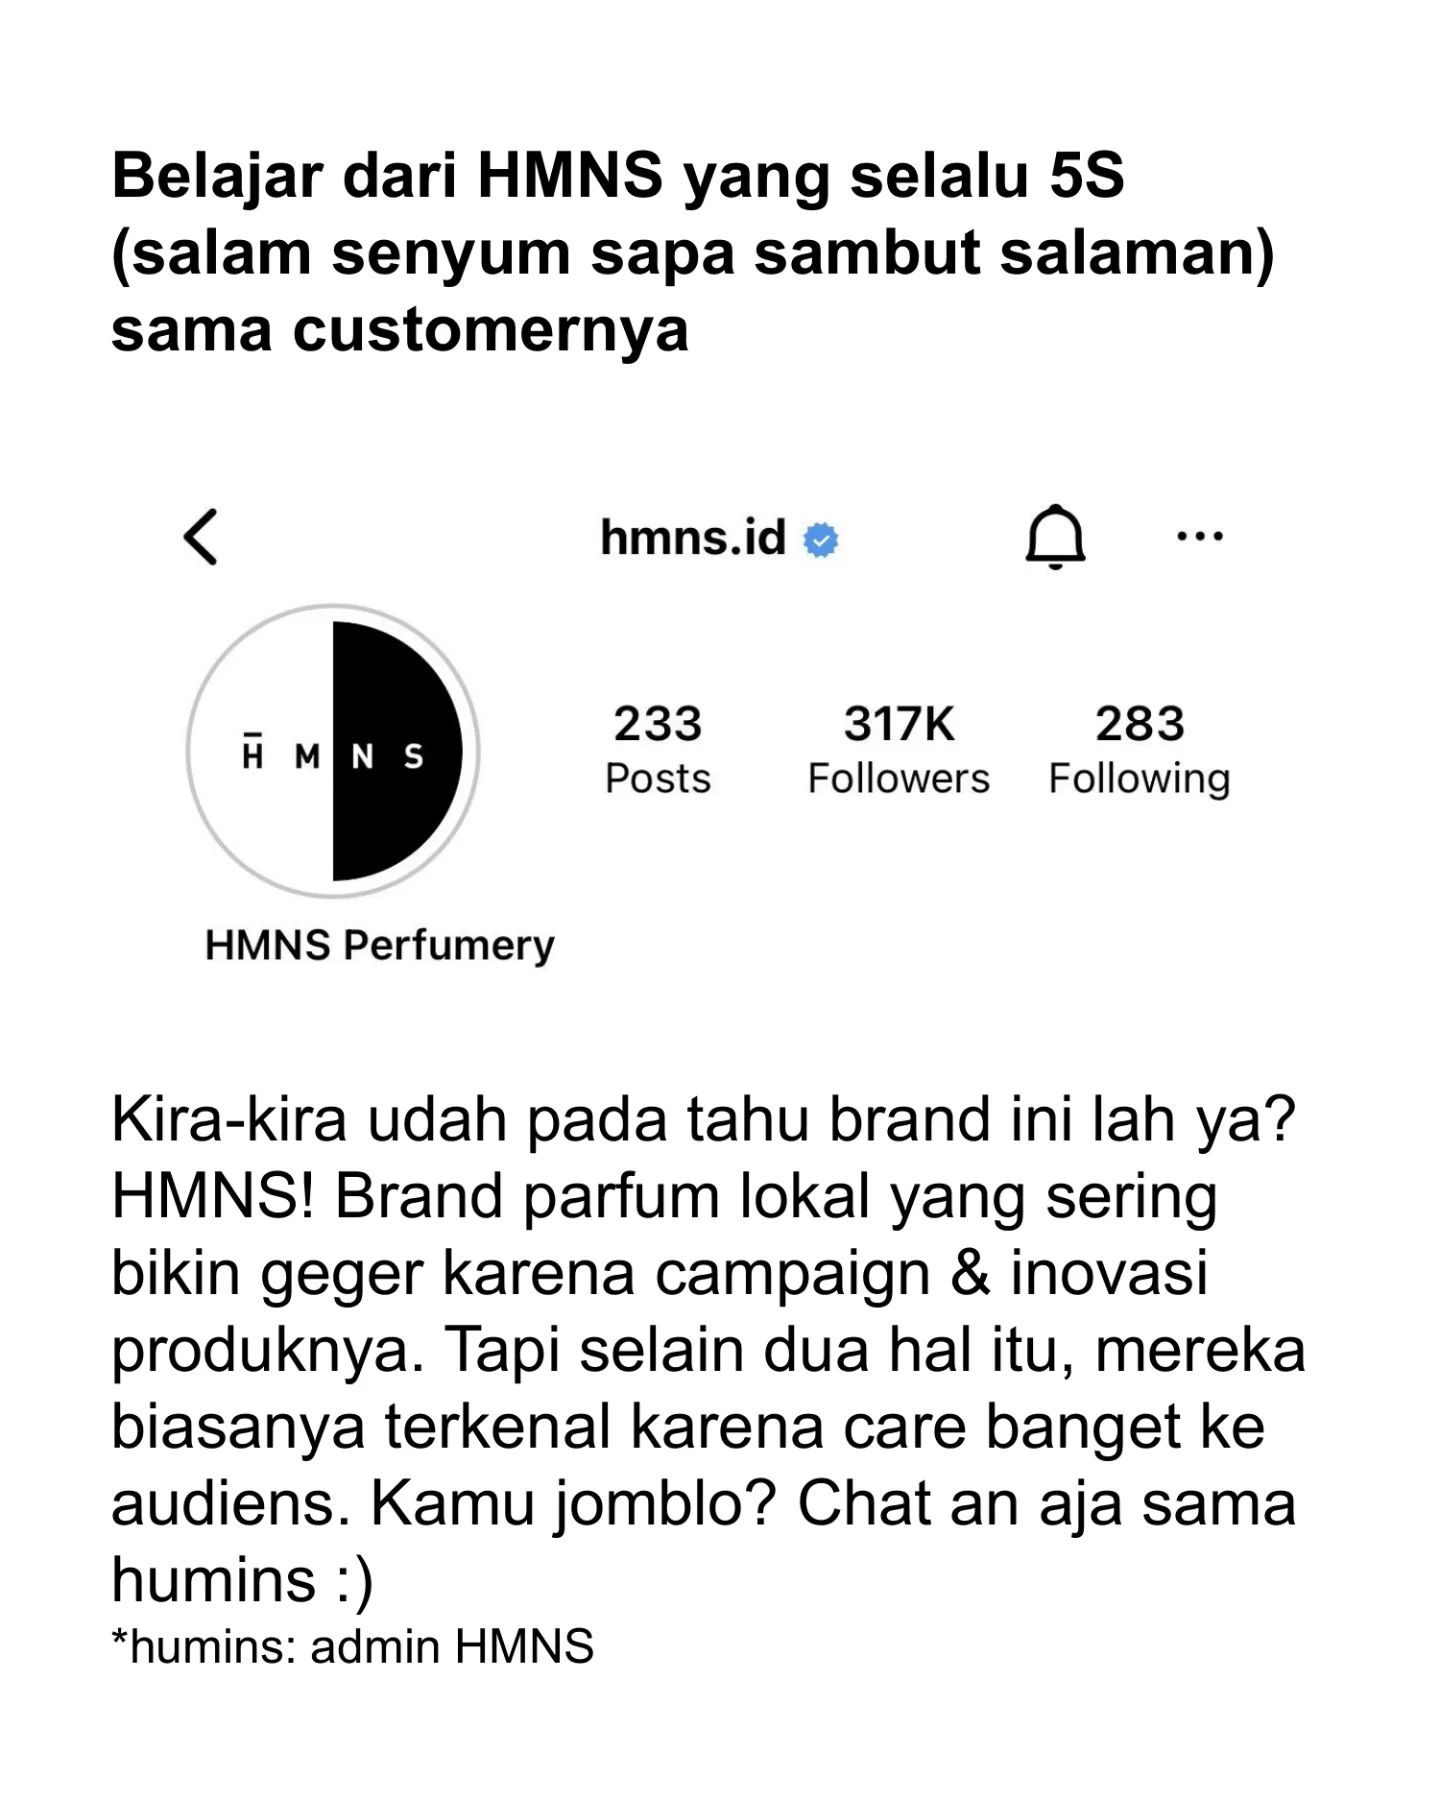 Belajar dari HMNS yang selalu 5S
(salam senyum sapa sambut salaman)
sama customernya
hmns.id
H̄ M N S
233 317K 283
Posts Followers Following
HMNS Perfumery
Kira-kira udah pada tahu brand ini lah ya?
HMNS! Brand parfum lokal yang sering
bikin geger karena campaign & inovasi
produknya. Tapi selain dua hal itu, mereka
biasanya terkenal karena care banget ke
audiens. Kamu jomblo? Chat an aja sama
humins :)
*humins: admin HMNS